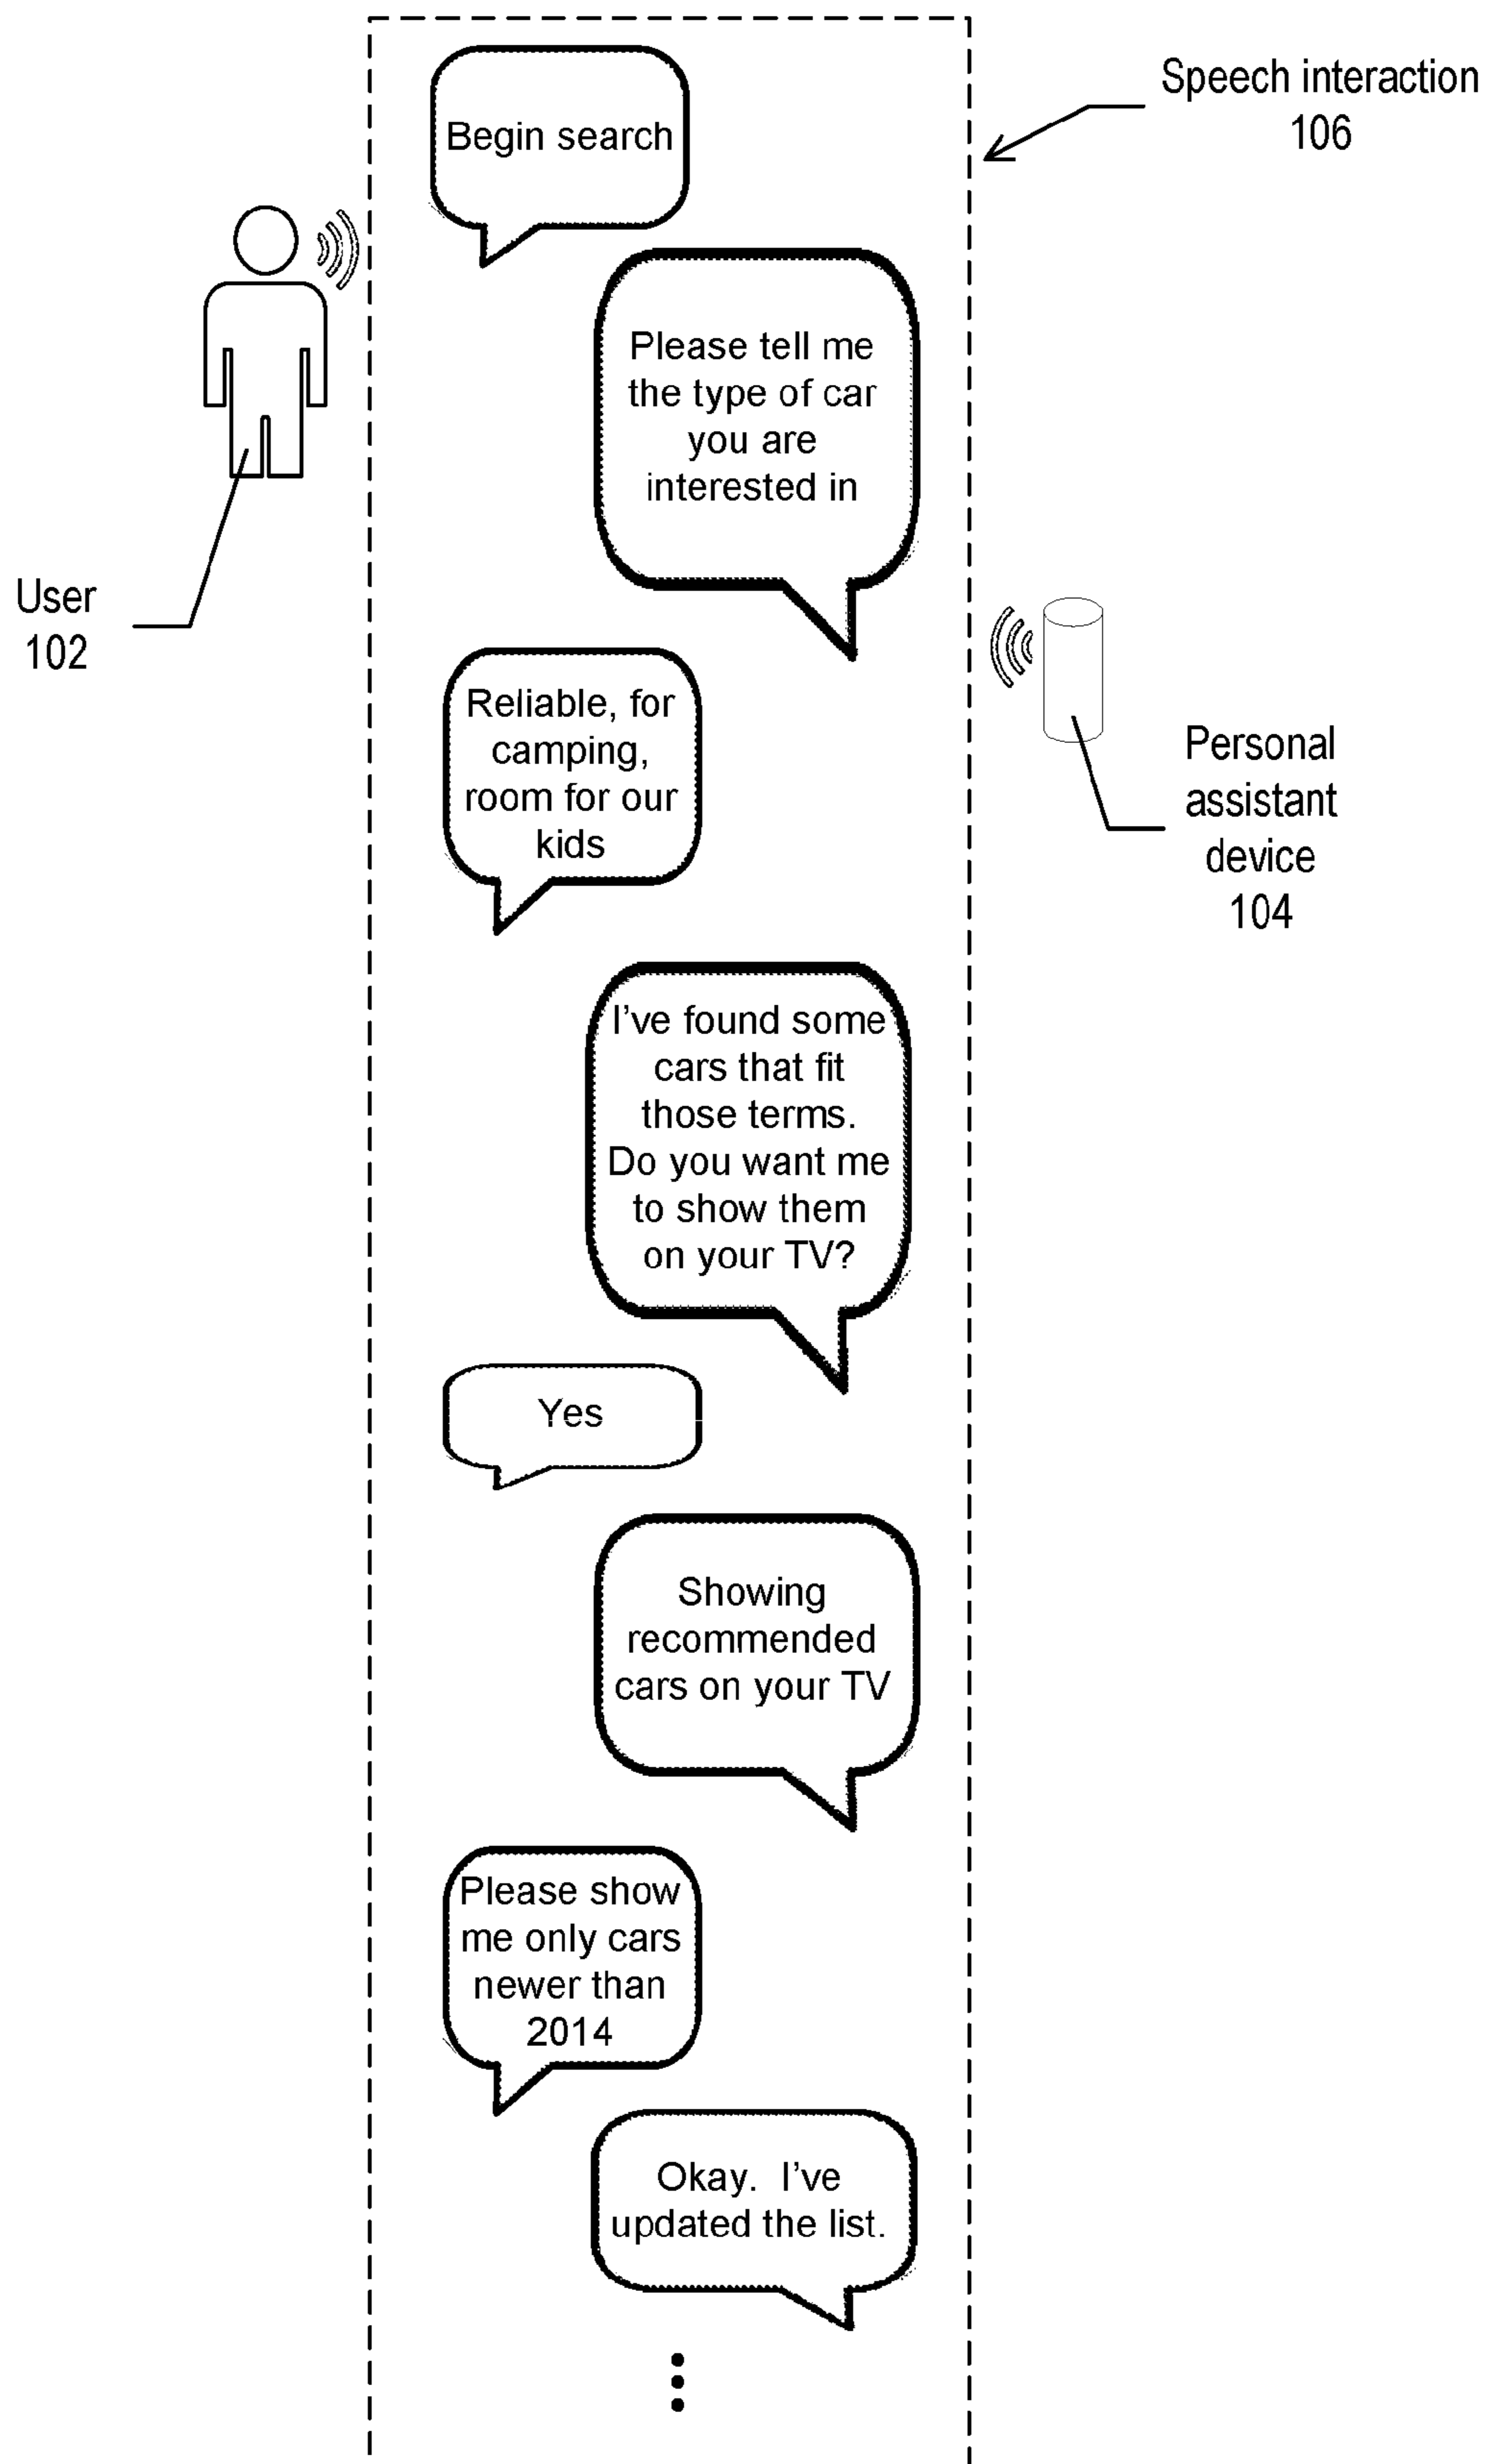 Begin search
Speech interaction
106
Please tell me
the type of car
you are
interested in
User
102
Reliable, for
camping,
room for our
kids
Personal
assistant
device
104
I've found some
cars that fit
those terms.
Do you want me
to show them
on your TV?
Yes
Showing
recommended
cars on your TV
Please show
me only cars
newer than
2014
Okay.  I've
updated the list.